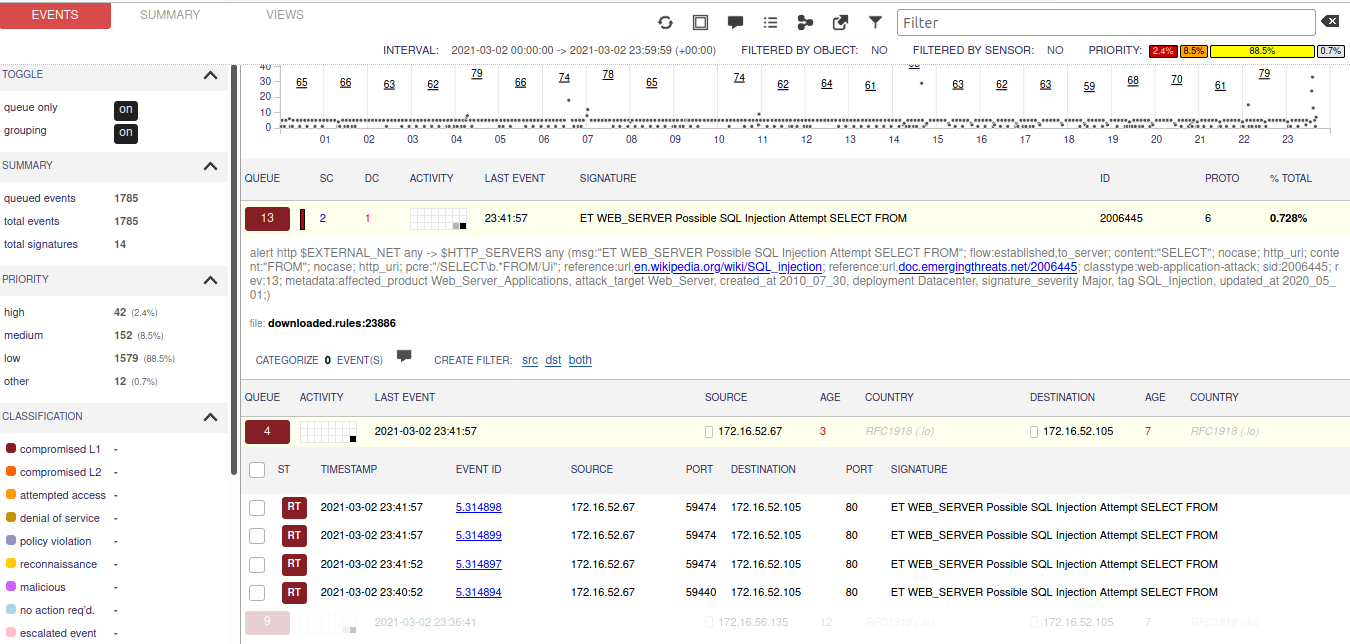 EVENTS SUMMARY VIEWS
Filter
INTERVAL: 2021-03-02 00:00:00 -> 2021-03-02 23:59:59 (+00:00) FILTERED BY OBJECT: NO FILTERED BY SENSOR: NO PRIORITY: 2.4% 8.5% 88.5% 0.7%
TOGGLE
queue only on
grouping on
SUMMARY
queued events 1785
total events 1785
total signatures 14
PRIORITY
high 42 (2.4%)
medium 152 (8.5%)
low 1579 (88.5%)
other 12 (0.7%)
CLASSIFICATION
compromised L1 -
compromised L2 -
attempted access -
denial of service -
policy violation -
reconnaissance -
malicious -
no action req'd. -
escalated event -
40
30
20
10
0
65 66 63 62 79 66 74 78 65 74 62 64 61 63 62 63 59 68 70 61 79
01 02 03 04 05 06 07 08 09 10 11 12 13 14 15 16 17 18 19 20 21 22 23
QUEUE SC DC ACTIVITY LAST EVENT SIGNATURE ID PROTO % TOTAL
13 2 1 23:41:57 ET WEB_SERVER Possible SQL Injection Attempt SELECT FROM 2006445 6 0.728%
alert http $EXTERNAL_NET any -> $HTTP_SERVERS any (msg:"ET WEB_SERVER Possible SQL Injection Attempt SELECT FROM"; flow:established,to_server; content:"SELECT"; nocase; http_uri; conte
nt:"FROM"; nocase; http_uri; pcre:"/SELECT\b.*FROM/Ui"; reference:url,en.wikipedia.org/wiki/SQL_injection; reference:url,doc.emergingthreats.net/2006445; classtype:web-application-attack; sid:2006445; r
ev:13; metadata:affected_product Web_Server_Applications, attack_target Web_Server, created_at 2010_07_30, deployment Datacenter, signature_severity Major, tag SQL_Injection, updated_at 2020_05_
01;)
file: downloaded.rules:23886
CATEGORIZE 0 EVENT(S) CREATE FILTER: src dst both
QUEUE ACTIVITY LAST EVENT SOURCE AGE COUNTRY DESTINATION AGE COUNTRY
4 2021-03-02 23:41:57 172.16.52.67 3 RFC1918 (.lo) 172.16.52.105 7 RFC1918 (.lo)
ST TIMESTAMP EVENT ID SOURCE PORT DESTINATION PORT SIGNATURE
RT 2021-03-02 23:41:57 5.314898 172.16.52.67 59474 172.16.52.105 80 ET WEB_SERVER Possible SQL Injection Attempt SELECT FROM
RT 2021-03-02 23:41:57 5.314899 172.16.52.67 59474 172.16.52.105 80 ET WEB_SERVER Possible SQL Injection Attempt SELECT FROM
RT 2021-03-02 23:41:52 5.314897 172.16.52.67 59474 172.16.52.105 80 ET WEB_SERVER Possible SQL Injection Attempt SELECT FROM
RT 2021-03-02 23:40:52 5.314894 172.16.52.67 59440 172.16.52.105 80 ET WEB_SERVER Possible SQL Injection Attempt SELECT FROM
9 2021-03-02 23:36:41 172.16.56.135 12 RFC1918 (.lo) 172.16.52.105 7 RFC1918 (.lo)